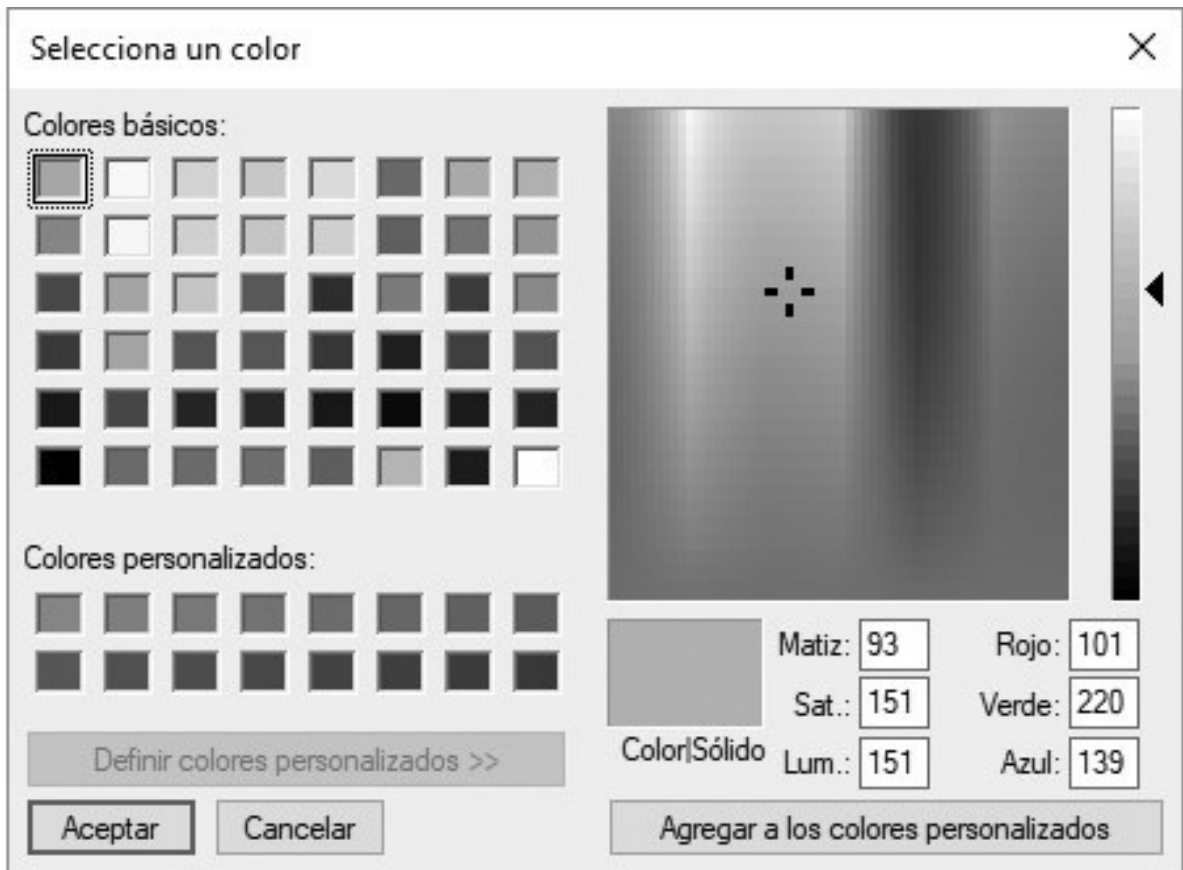 Selecciona un color
Colores básicos:
Colores personalizados:
Matiz: 93 Rojo: 101
Sat.: 151 Verde: 220
Color|Sólido
Lum.: 151 Azul: 139
Definir colores personalizados >>
Aceptar Cancelar Agregar a los colores personalizados